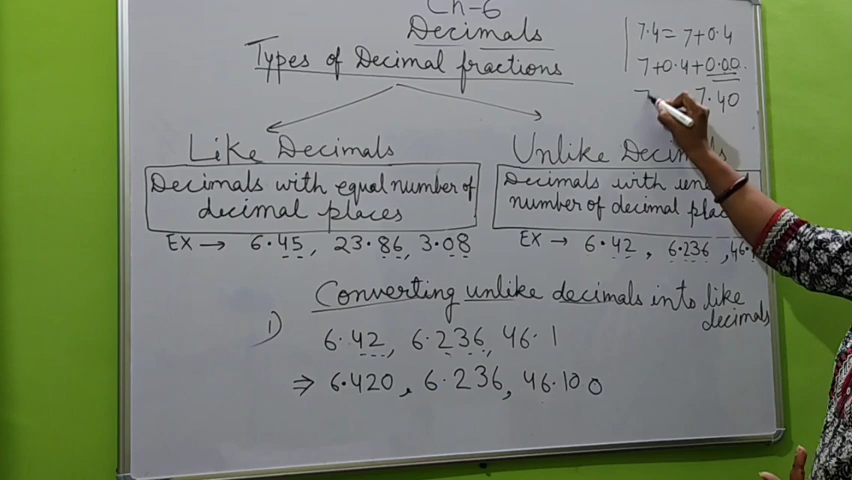 Ch-6
Decimals
Types of Decimal fractions
7.4 = 7+0.4
7+0.4+0.00.
7.40
Like Decimals
Decimals with equal number of
decimal places
EX → 6.45, 23.86, 3.08
Unlike Decimals
Decimals with
number of decimal
EX → 6.42, 6.236, 46.
Converting unlike decimals into like
decimals
1)
6.42, 6.236, 46.1
⇒ 6.420, 6.236, 46.100